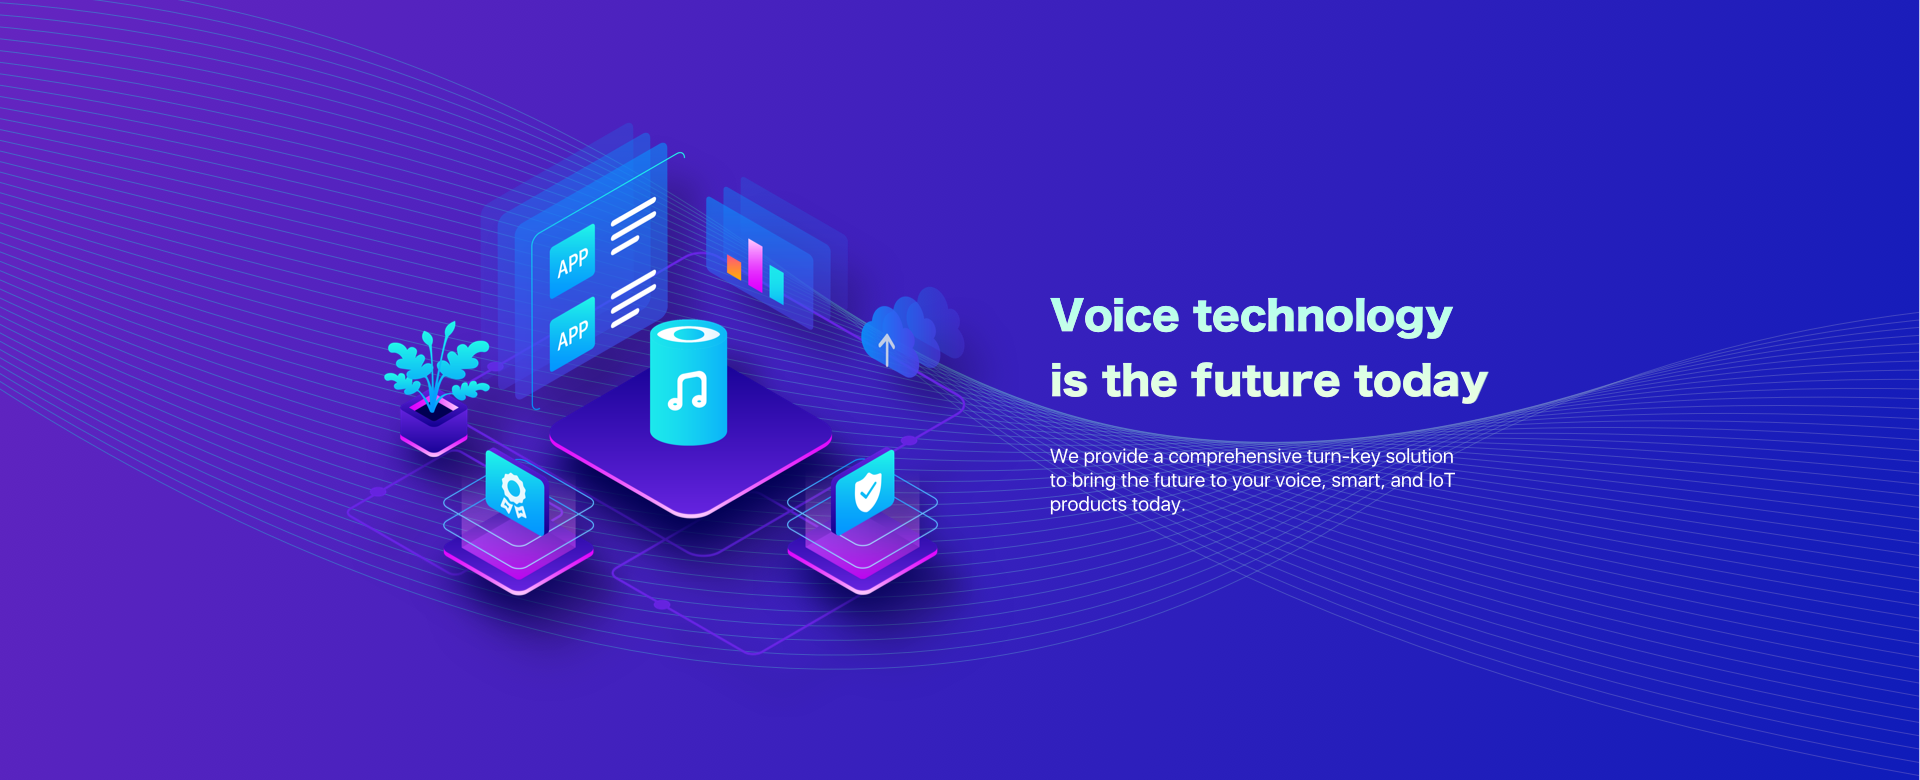 APP
APP
Voice technology
is the future today
We provide a comprehensive turn-key solution
to bring the future to your voice, smart, and IoT
products today.